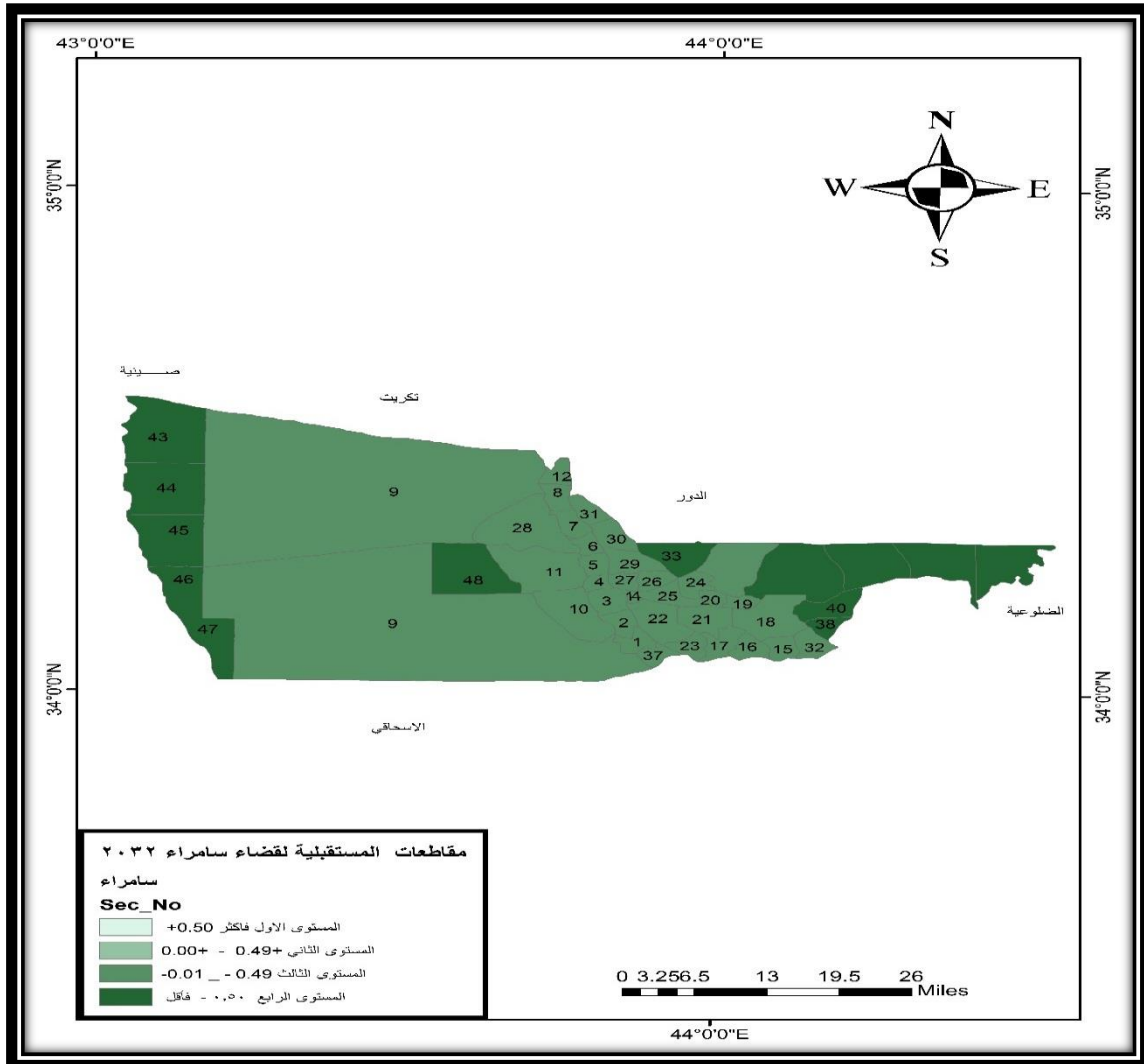 43°0'0"E
44°0'0"E
N
W
E
S
35°0'0"N
35°0'0"N
صـــــينية
تكريت
43
12
44
9
8
الدور
31
28
7
45
30
6
33
5
29
46
48
11
4
27
26
24
14
25
3
20
19
40
الضلوعية
10
47
9
2
22
21
18
38
1
23
17
16
15
32
37
34°0'0"N
34°0'0"N
الاسحاقي
مقاطعات المستقبلية لقضاء سامراء ٢٠٣٢
سامراء
Sec_No
المستوى الاول فاكثر 0.50+
المستوى الثاني +0.49 - +0.00
المستوى الثالث 0.49 - _ 0.01-
المستوى الرابع ٠,٥٠ - فأقل
0 3.25 6.5 13 19.5 26
Miles
44°0'0"E